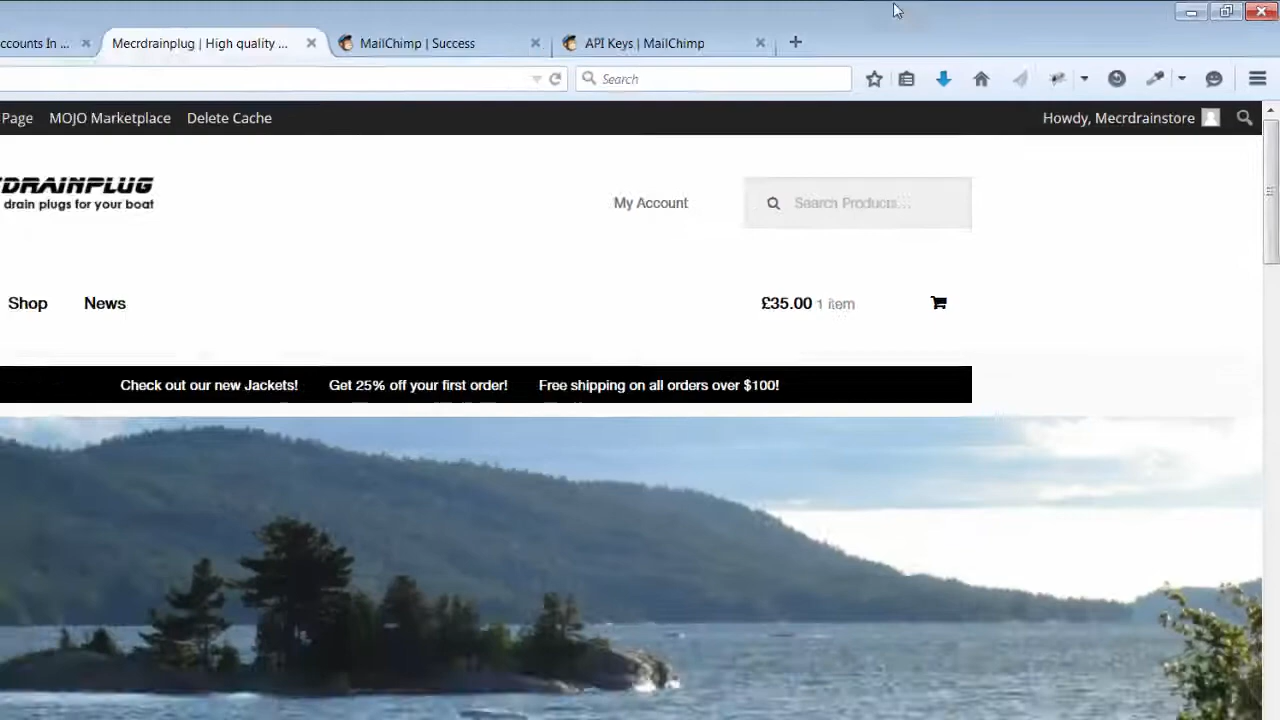 ccounts In ...
Mecrdrainplug | High quality ...
MailChimp | Success
API Keys | MailChimp
Search
Page
MOJO Marketplace
Delete Cache
Howdy, Mecrdrainstore
DRAINPLUG
drain plugs for your boat
My Account
Search Products...
Shop
News
£35.00 1 item
Check out our new Jackets! Get 25% off your first order! Free shipping on all orders over $100!